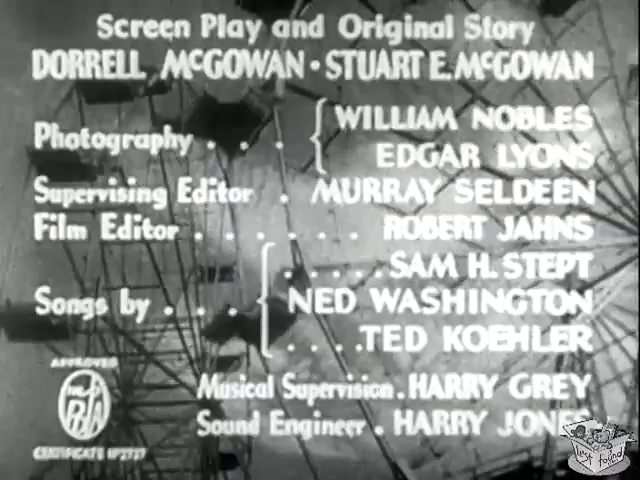 Screen Play and Original Story
DORRELL McGOWAN • STUART E. McGOWAN
Photography . . . { WILLIAM NOBLES
EDGAR LYONS
Supervising Editor . MURRAY SELDEEN
Film Editor . . . . . . ROBERT JAHNS
. . . . . SAM H. STEPT
Songs by . . . { NED WASHINGTON
. . . . TED KOEHLER
APPROVED
Musical Supervision . HARRY GREY
Sound Engineer . HARRY JONES
lost & found